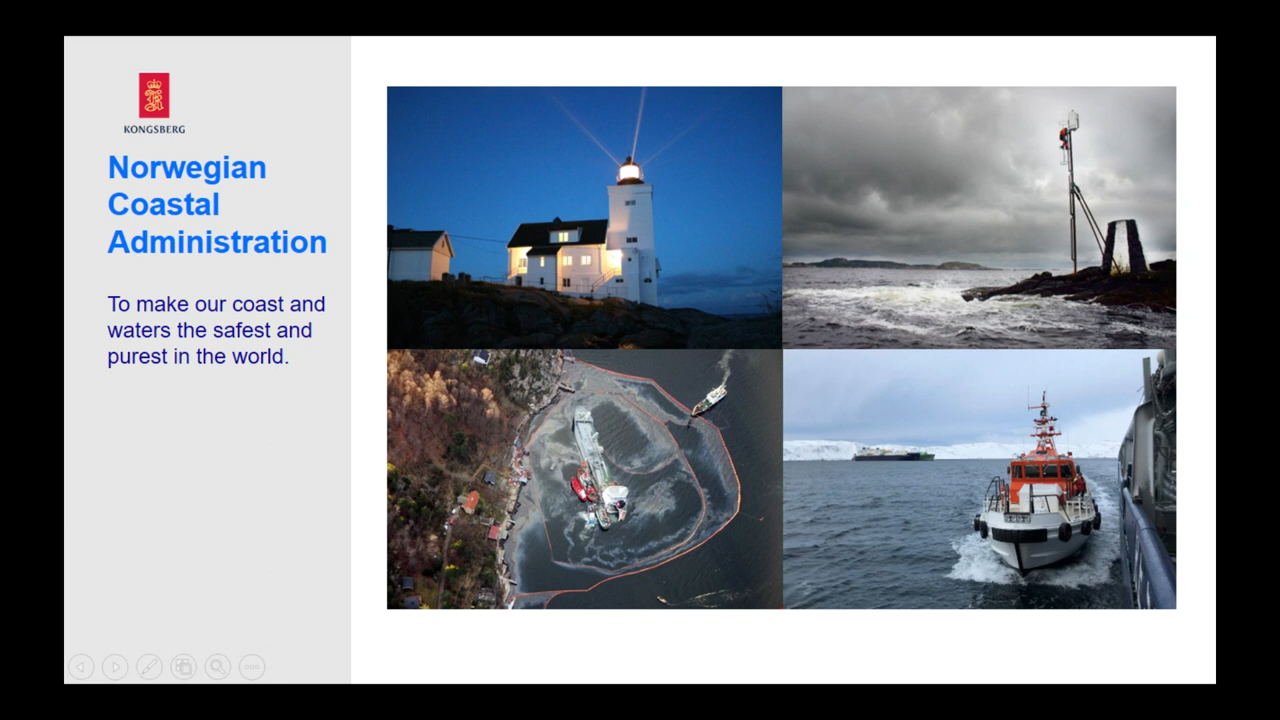 KONGSBERG
Norwegian
Coastal
Administration
To make our coast and
waters the safest and
purest in the world.